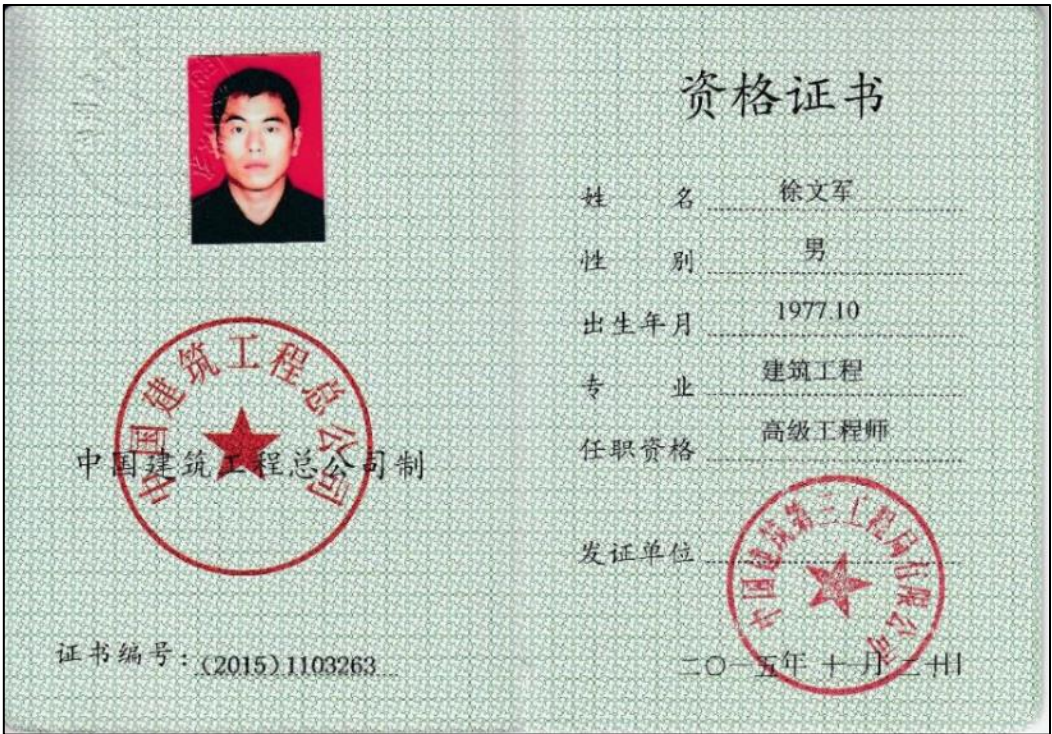 中国建筑工程总公司
中国建筑工程总公司制
证书编号：(2015)1103263
资格证书
姓 名 徐文军
性 别 男
出生年月 1977.10
专 业 建筑工程
任职资格 高级工程师
发证单位
中国建筑第三工程局有限公司
二〇一五年 十 月 二十日